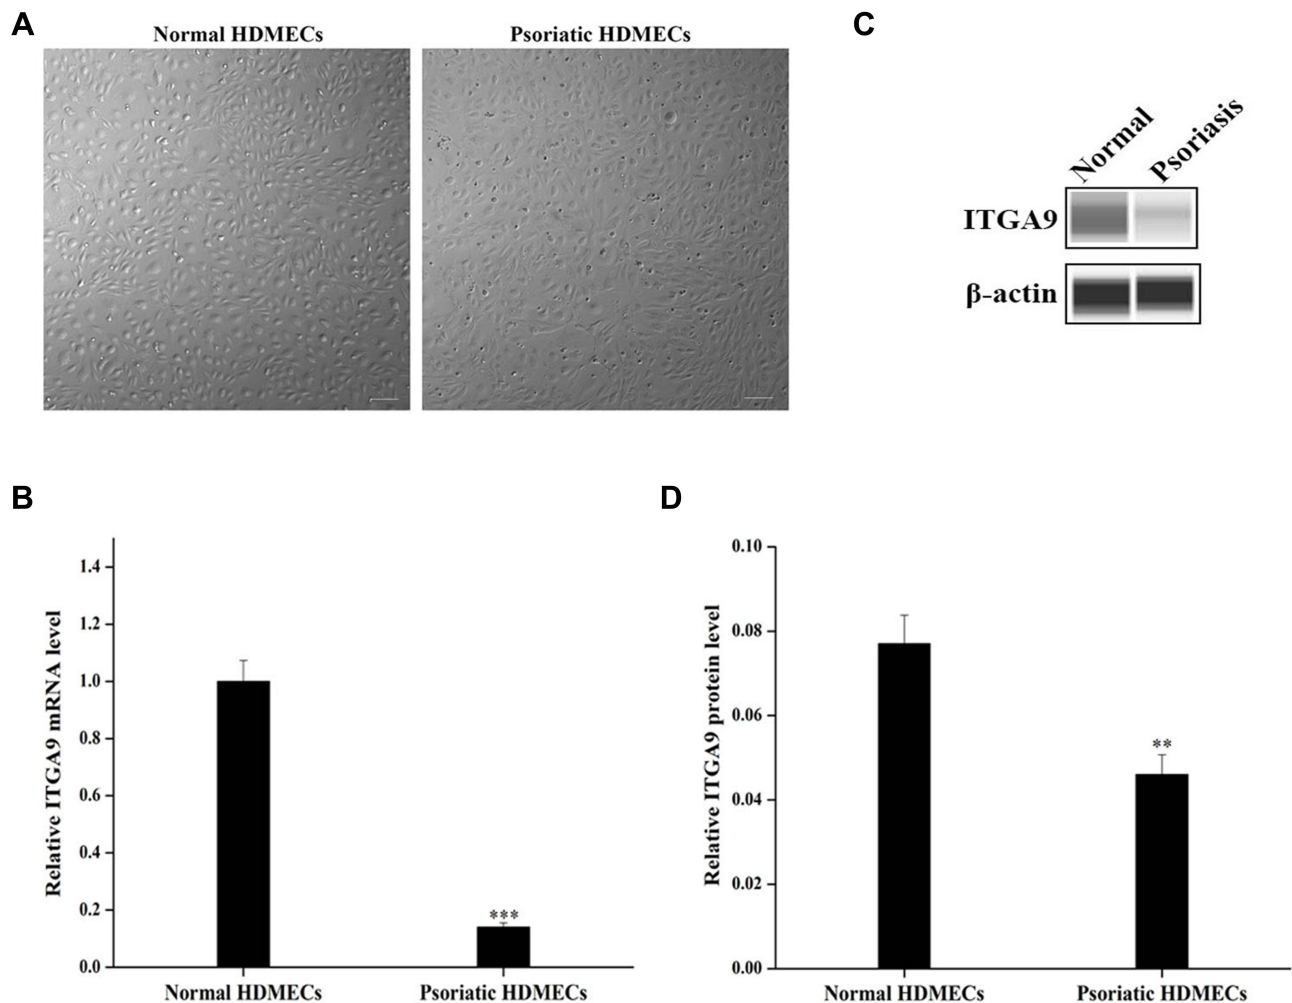 A
Normal HDMECs
Psoriatic HDMECs
C
Normal
Psoriasis
ITGA9
β-actin
B
Relative ITGA9 mRNA level
1.4
1.2
1.0
0.8
0.6
0.4
0.2
0.0
***
Normal HDMECs
Psoriatic HDMECs
D
Relative ITGA9 protein level
0.10
0.08
0.06
0.04
0.02
0.00
**
Normal HDMECs
Psoriatic HDMECs